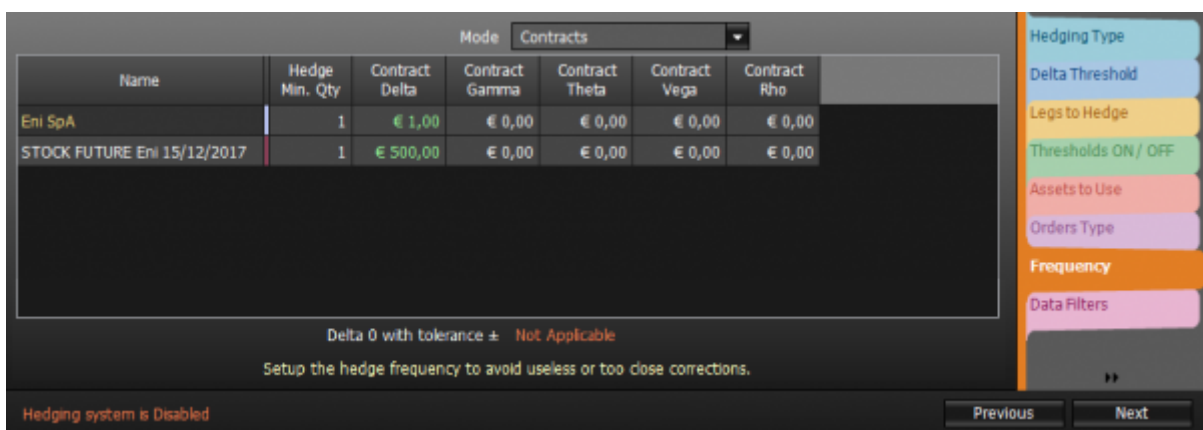 Mode Contracts
Name Hedge Min. Qty Contract Delta Contract Gamma Contract Theta Contract Vega Contract Rho
Eni SpA 1 € 1,00 € 0,00 € 0,00 € 0,00 € 0,00
STOCK FUTURE Eni 15/12/2017 1 € 500,00 € 0,00 € 0,00 € 0,00 € 0,00
Delta 0 with tolerance ± Not Applicable
Setup the hedge frequency to avoid useless or too close corrections.
Hedging Type
Delta Threshold
Legs to Hedge
Thresholds ON / OFF
Assets to Use
Orders Type
Frequency
Data Filters
Hedging system is Disabled
Previous Next